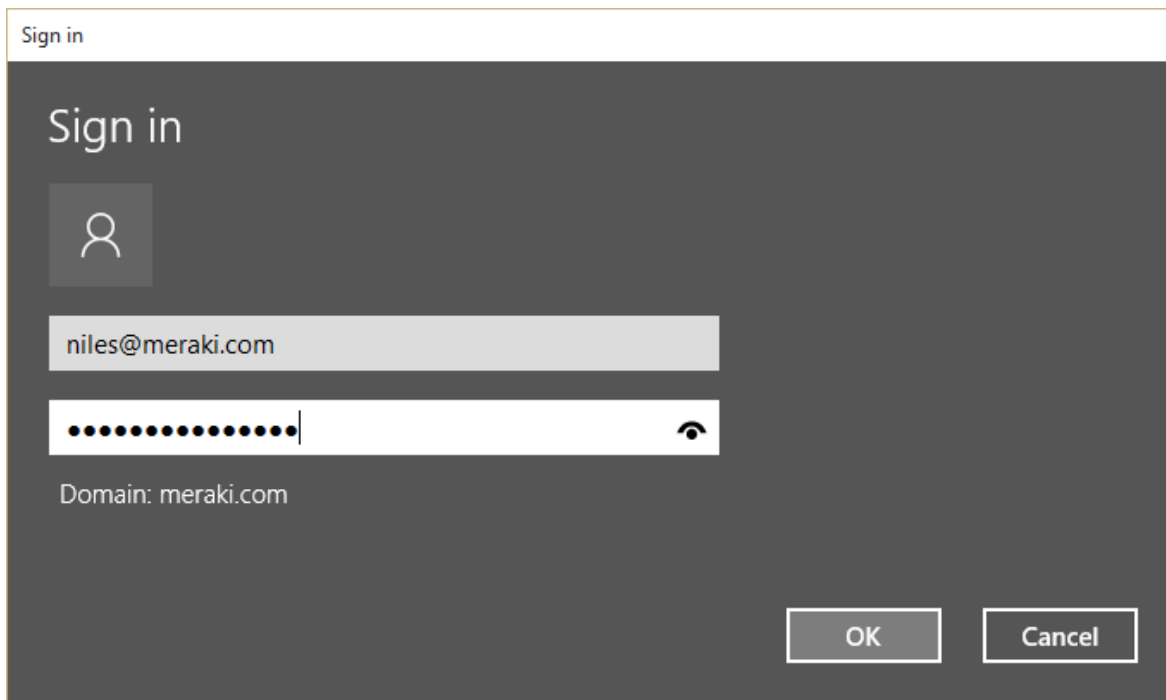 Sign in
Sign in
niles@meraki.com
•••••••••••••••
Domain: meraki.com
OK
Cancel